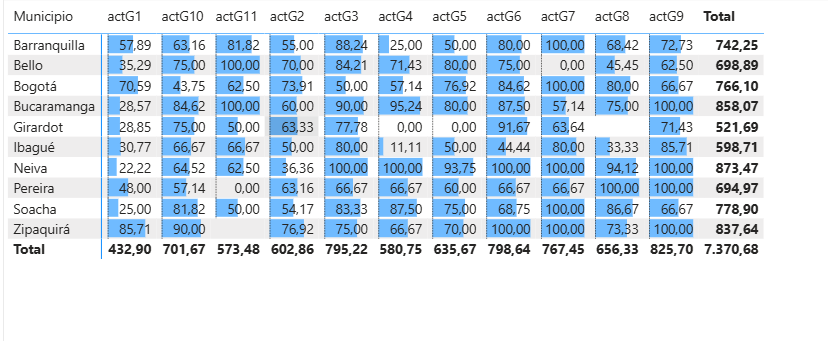 Municipio actG1 actG10 actG11 actG2 actG3 actG4 actG5 actG6 actG7 actG8 actG9 Total
Barranquilla 57,89 63,16 81,82 55,00 88,24 25,00 50,00 80,00 100,00 68,42 72,73 742,25
Bello 35,29 75,00 100,00 70,00 84,21 71,43 80,00 75,00 0,00 45,45 62,50 698,89
Bogotá 70,59 43,75 62,50 73,91 50,00 57,14 76,92 84,62 100,00 80,00 66,67 766,10
Bucaramanga 28,57 84,62 100,00 60,00 90,00 95,24 80,00 87,50 57,14 75,00 100,00 858,07
Girardot 28,85 75,00 50,00 63,33 77,78 0,00 0,00 91,67 63,64 71,43 521,69
Ibagué 30,77 66,67 66,67 50,00 80,00 11,11 50,00 44,44 80,00 33,33 85,71 598,71
Neiva 22,22 64,52 62,50 36,36 100,00 100,00 93,75 100,00 100,00 94,12 100,00 873,47
Pereira 48,00 57,14 0,00 63,16 66,67 66,67 60,00 66,67 66,67 100,00 100,00 694,97
Soacha 25,00 81,82 50,00 54,17 83,33 87,50 75,00 68,75 100,00 86,67 66,67 778,90
Zipaquirá 85,71 90,00 76,92 75,00 66,67 70,00 100,00 100,00 73,33 100,00 837,64
Total 432,90 701,67 573,48 602,86 795,22 580,75 635,67 798,64 767,45 656,33 825,70 7.370,68